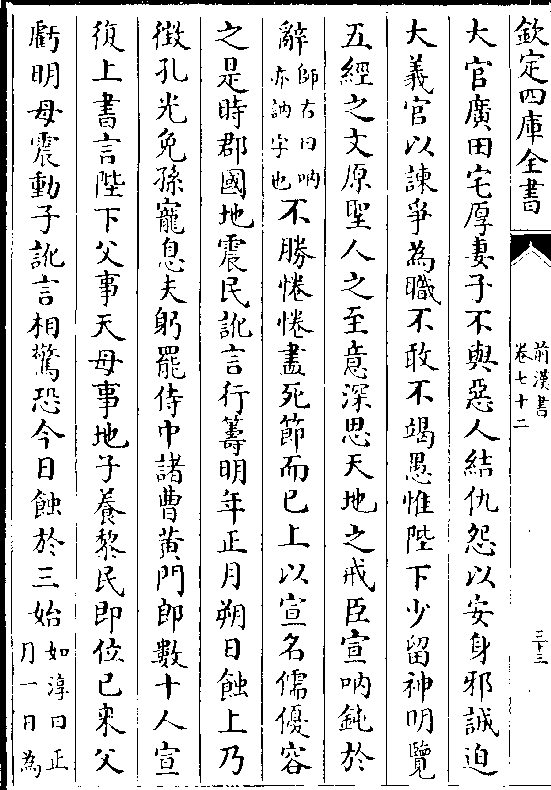 欽定四庫全書
前漢書
卷七十二
三十三
大官廣田宅厚妻子不與惡人結仇怨以安身邪誠迫
大義官以諫爭為職不敢不竭愚惟陛下少留神明覽
五經之文原聖人之至意深思天地之戒臣宣吶鈍於
辭師古曰吶亦訥字也不勝惓惓盡死節而已上以宣名儒優容
之是時郡國地震民訛言行籌明年正月朔日蝕上乃
徴孔光免孫寵息夫躬罷侍中諸曹黄門郎數十人宣
復上書言陛下父事天母事地子養黎民即位已來父
虧明母震動子訛言相驚恐今日蝕於三始如淳曰正月一日為